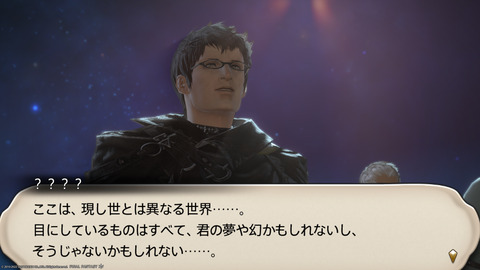 ？？？？
ここは、現し世とは異なる世界……。
目にしているものはすべて、君の夢や幻かもしれないし、
そうじゃないかもしれない……。
FINAL FANTASY